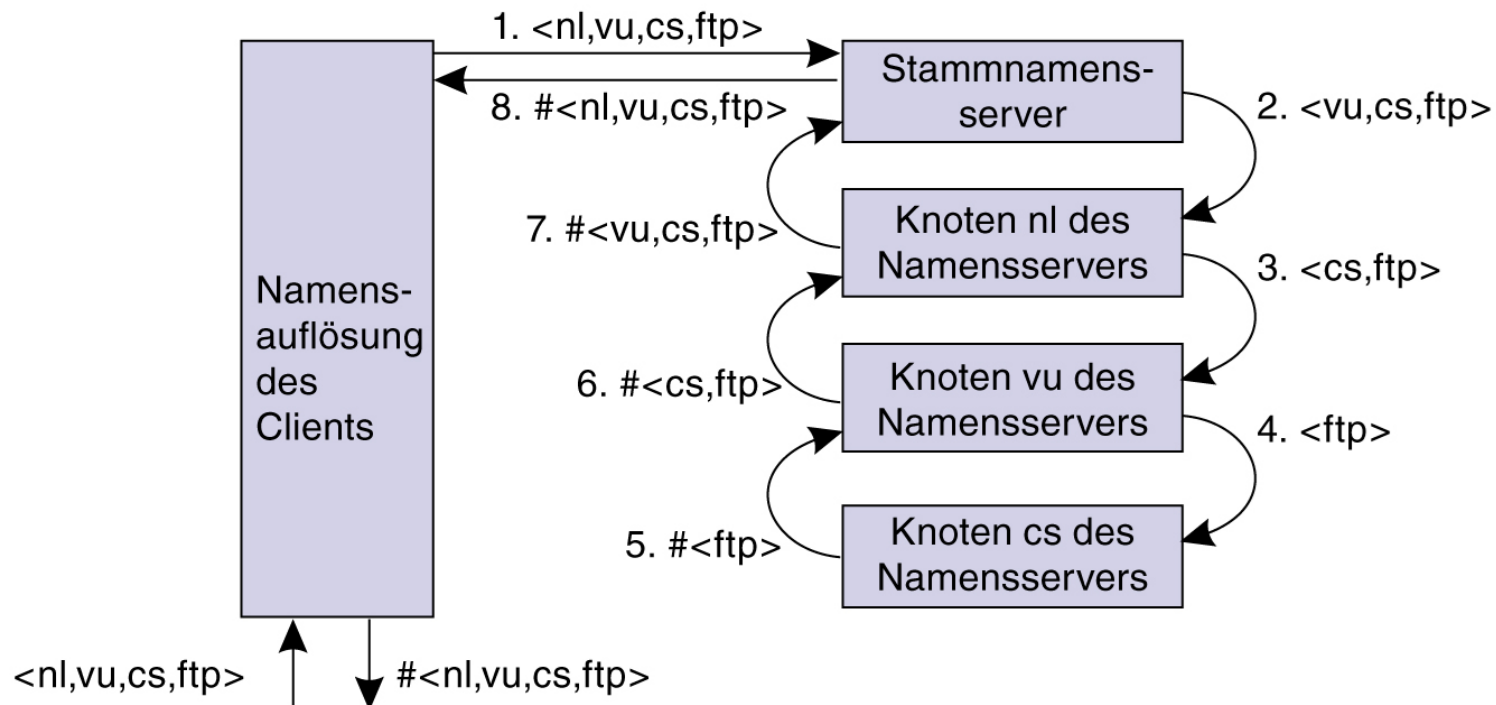 1. <nl,vu,cs,ftp>
8. #<nl,vu,cs,ftp>
Stammnamens-
server
2. <vu,cs,ftp>
7. #<vu,cs,ftp>
Knoten nl des
Namensservers
3. <cs,ftp>
Namens-
auflösung
des
Clients
6. #<cs,ftp>
Knoten vu des
Namensservers
4. <ftp>
5. #<ftp>
Knoten cs des
Namensservers
<nl,vu,cs,ftp>
#<nl,vu,cs,ftp>